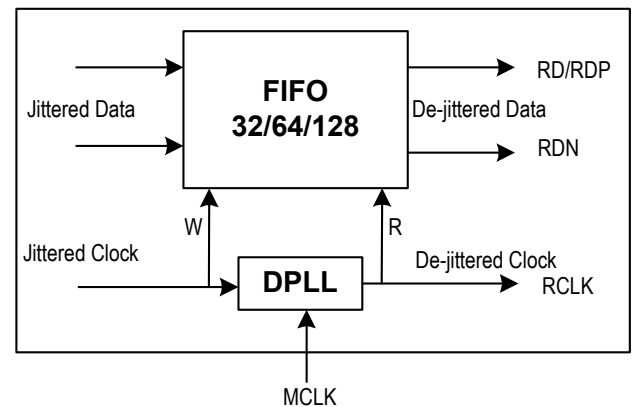 FIFO
32/64/128
Jittered Data
De-jittered Data
RD/RDP
RDN
W
R
Jittered Clock
DPLL
De-jittered Clock
RCLK
MCLK